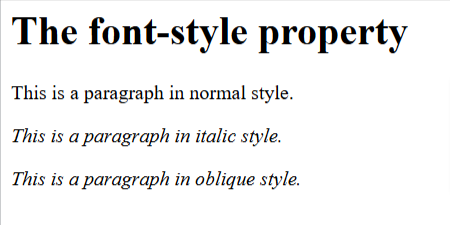 The font-style property
This is a paragraph in normal style.
This is a paragraph in italic style.
This is a paragraph in oblique style.